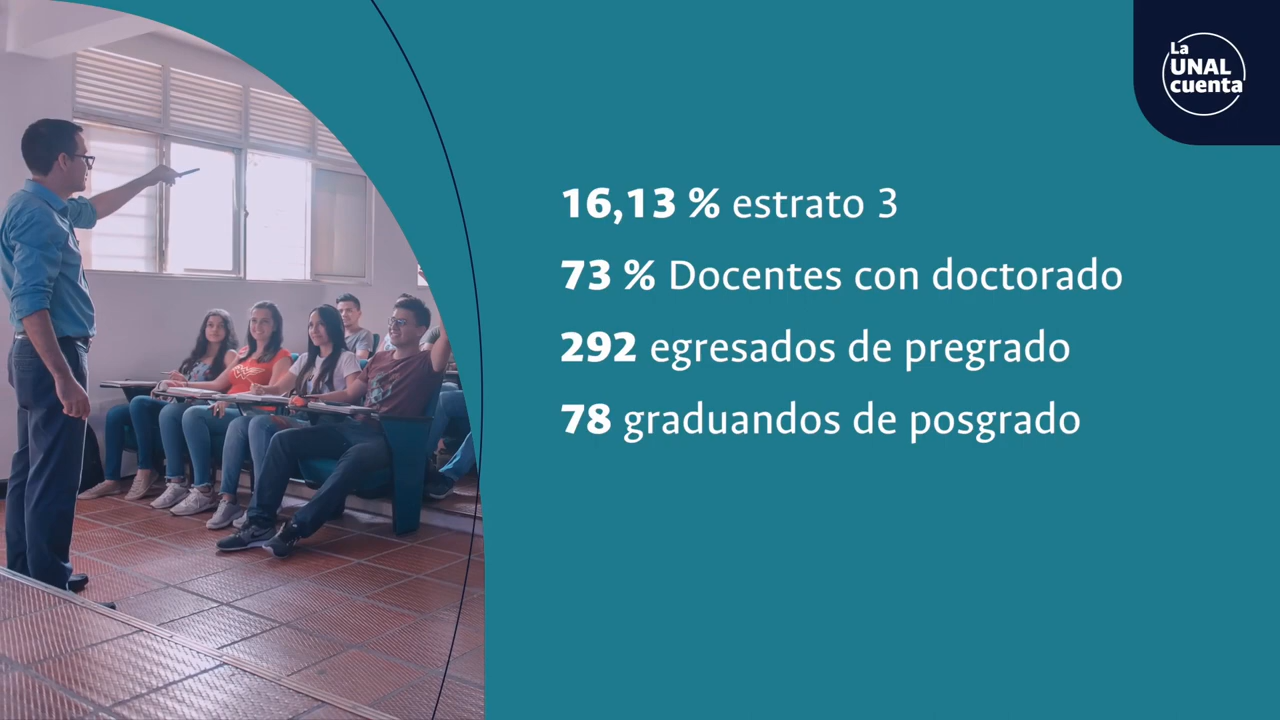 La
UNAL
cuenta
16,13 % estrato 3
73 % Docentes con doctorado
292 egresados de pregrado
78 graduandos de posgrado